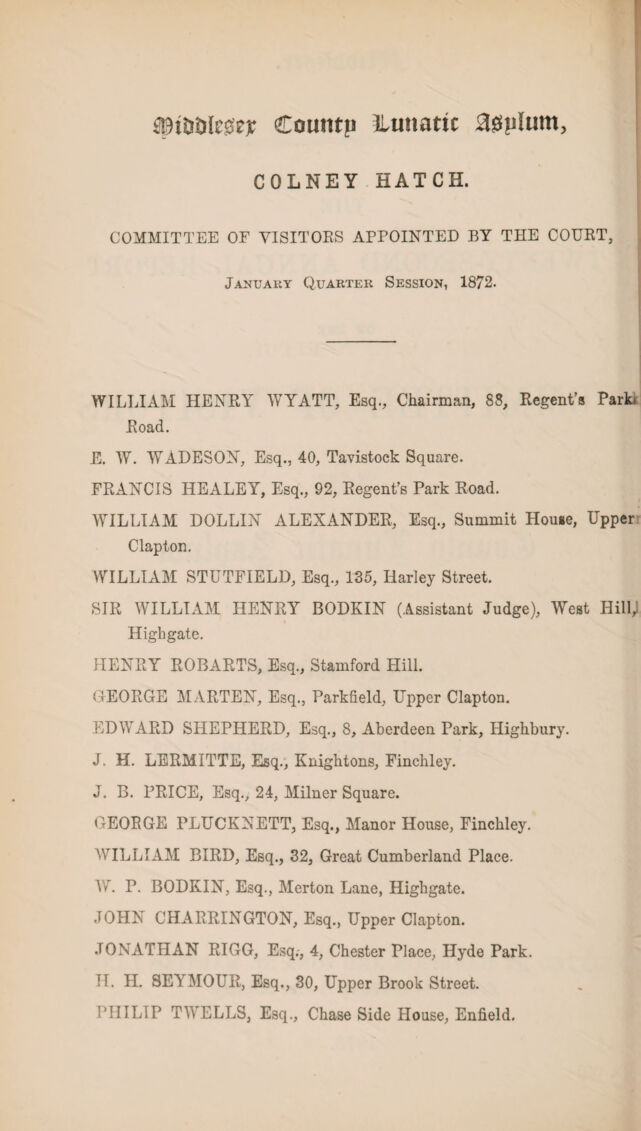 Middlesex County Lunatic Asylum,
COLNEY HATCH.
COMMITTEE OF VISITORS APPOINTED BY THE COURT,
January Quarter Session, 1872.
WILLIAM HENRY WYATT, Esq., Chairman, 88, Regent's Park
Road.
E. W. WADESON, Esq., 40, Tavistock Square.
FRANCIS HEALEY, Esq., 92, Regent's Park Road.
WILLIAM DOLLIN ALEXANDER, Esq., Summit House, Upper
Clapton.
WILLIAM STUTFIELD, Esq., 135, Harley Street.
SIR WILLIAM HENRY BODKIN (Assistant Judge), West Hill,
Highgate.
HENRY ROBARTS, Esq., Stamford Hill.
GEORGE MARTEN, Esq., Parkfield, Upper Clapton.
EDWARD SHEPHERD, Esq., 8, Aberdeen Park, Highbury.
J. H. LERMITTE, Esq., Knightons, Finchley.
J. B. PRICE, Esq., 24, Milner Square.
GEORGE PLUCKNETT, Esq., Manor House, Finchley.
WILLIAM BIRD, Esq., 32, Great Cumberland Place.
W. P. BODKIN, Esq., Merton Lane, Highgate.
JOHN CHARRINGTON, Esq., Upper Clapton.
JONATHAN RIGG, Esq., 4, Chester Place, Hyde Park.
H. H. SEYMOUR, Esq., 30, Upper Brook Street.
PHILIP TWELLS, Esq., Chase Side House, Enfield.